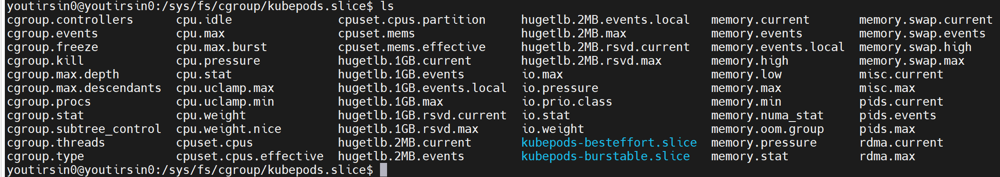 youtirsin0@youtirsin0:/sys/fs/cgroup/kubepods.slice$ ls
cgroup.controllers cpu.idle cpuset.cpus.partition hugetlb.2MB.events.local memory.current memory.swap.current
cgroup.events cpu.max cpuset.mems hugetlb.2MB.max memory.events memory.swap.events
cgroup.freeze cpu.max.burst cpuset.mems.effective hugetlb.2MB.rsvd.current memory.events.local memory.swap.high
cgroup.kill cpu.pressure hugetlb.1GB.current hugetlb.2MB.rsvd.max memory.high memory.swap.max
cgroup.max.depth cpu.stat hugetlb.1GB.events io.max memory.low misc.current
cgroup.max.descendants cpu.uclamp.max hugetlb.1GB.events.local io.pressure memory.max misc.max
cgroup.procs cpu.uclamp.min hugetlb.1GB.max io.prio.class memory.min pids.current
cgroup.stat cpu.weight hugetlb.1GB.rsvd.current io.stat memory.numa_stat pids.events
cgroup.subtree_control cpu.weight.nice hugetlb.1GB.rsvd.max io.weight memory.oom.group pids.max
cgroup.threads cpuset.cpus hugetlb.2MB.current kubepods-besteffort.slice memory.pressure rdma.current
cgroup.type cpuset.cpus.effective hugetlb.2MB.events kubepods-burstable.slice memory.stat rdma.max
youtirsin0@youtirsin0:/sys/fs/cgroup/kubepods.slice$